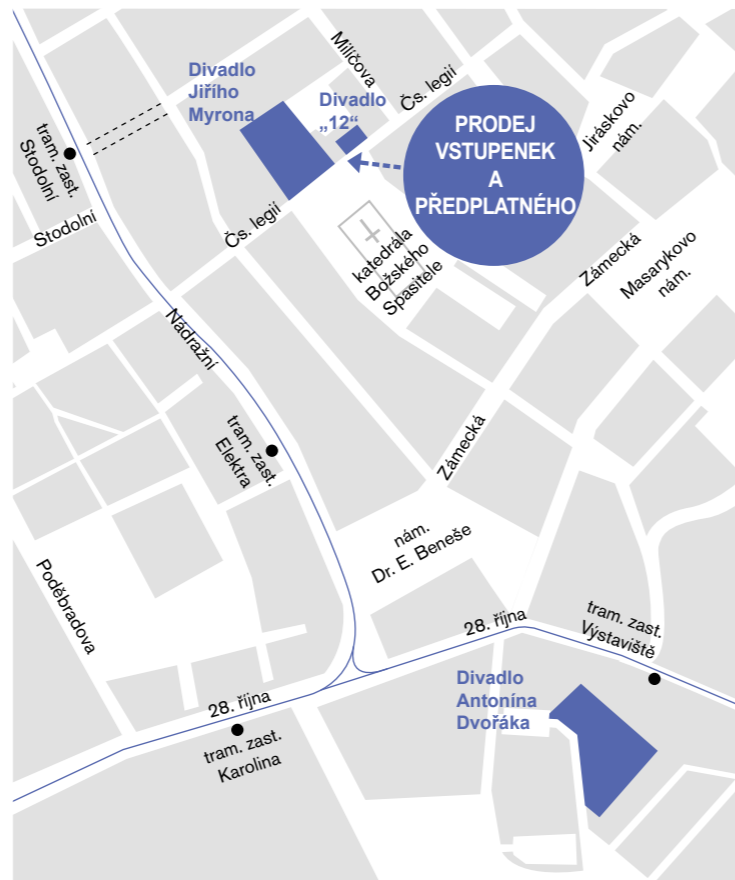 Milíčova
Čs. legií
Divadlo
Jiřího
Myrona
Divadlo
„12“
PRODEJ
VSTUPENEK
A
PŘEDPLATNÉHO
Jiráskovo
nám.
tram. zast.
Stodolní
Stodolní
Čs. legií
katedrála
Božského
Spasitele
Zámecká
Masarykovo
nám.
Nádražní
tram. zast.
Elektra
Zámecká
nám.
Dr. E. Beneše
Poděbradova
28. října
tram. zast.
Výstaviště
Divadlo
Antonína
Dvořáka
28. října
tram. zast.
Karolina